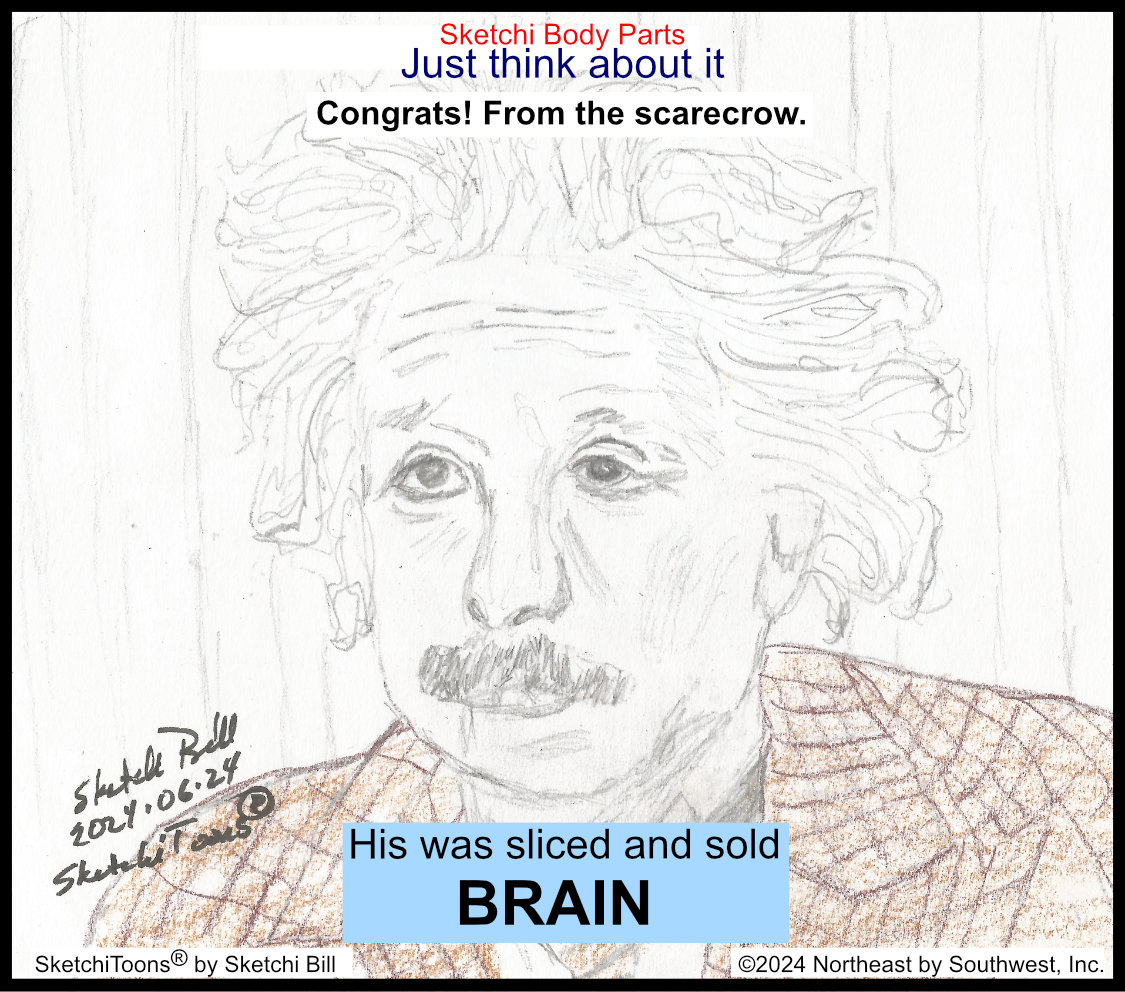 Sketchi Body Parts
Just think about it
Congrats! From the scarecrow.
Sketchi Bill
2024.06.24
SketchiToons®
His was sliced and sold
BRAIN
SketchiToons® by Sketchi Bill
©2024 Northeast by Southwest, Inc.